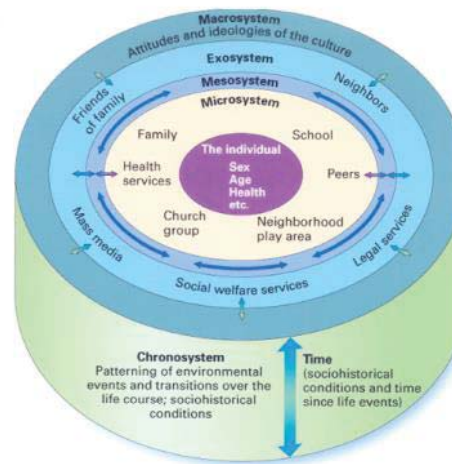 Macrosystem
Attitudes and ideologies of the culture
Exosystem
Mesosystem
Microsystem
Friends
of family
Neighbors
Family
School
The individual
Sex
Age
Health
etc.
Health
services
Peers
Church
group
Neighborhood
play area
Mass media
Legal services
Social welfare services
Chronosystem
Patterning of environmental
events and transitions over the
life course; sociohistorical
conditions
Time
(sociohistorical
conditions and time
since life events)